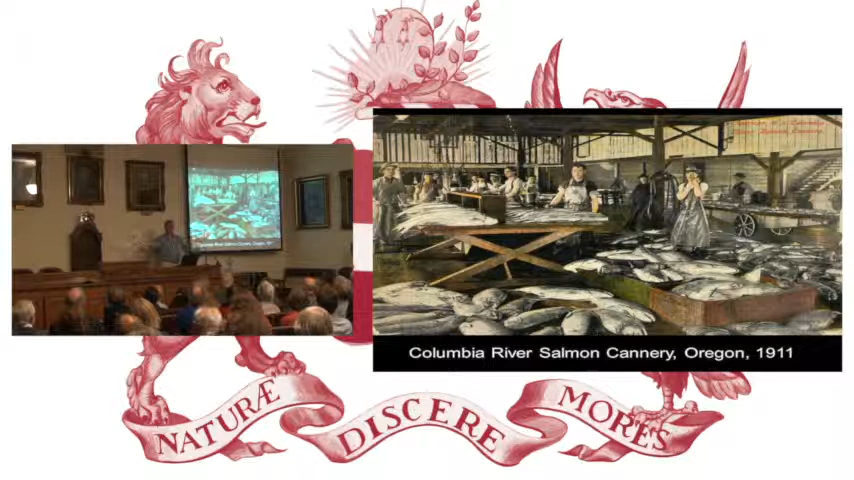 Columbia River Salmon Cannery, Oregon, 1911
NATURÆ
DISCERE
MORES